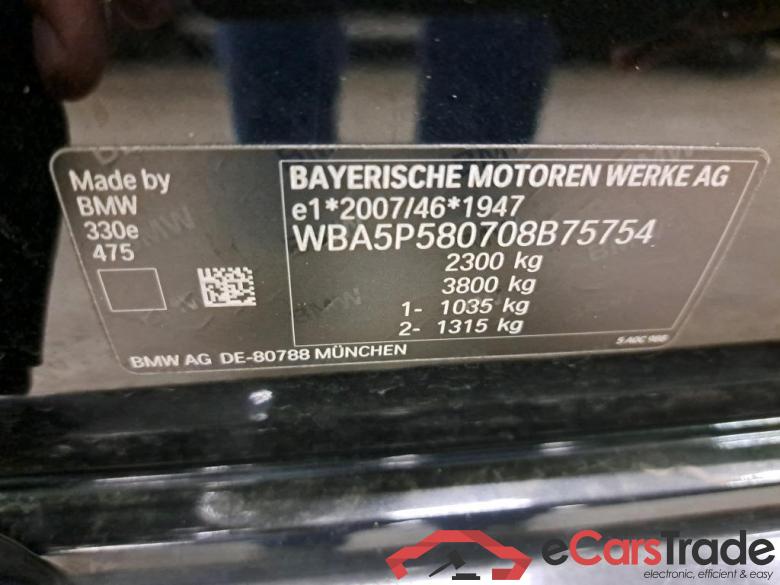 Made by
BMW
330e
475
BAYERISCHE MOTOREN WERKE AG
e1*2007/46*1947
WBA5P580708B75754
2300 kg
3800 kg
1- 1035 kg
2- 1315 kg
BMW AG DE-80788 MÜNCHEN
eCarsTrade
electronic, efficient & easy